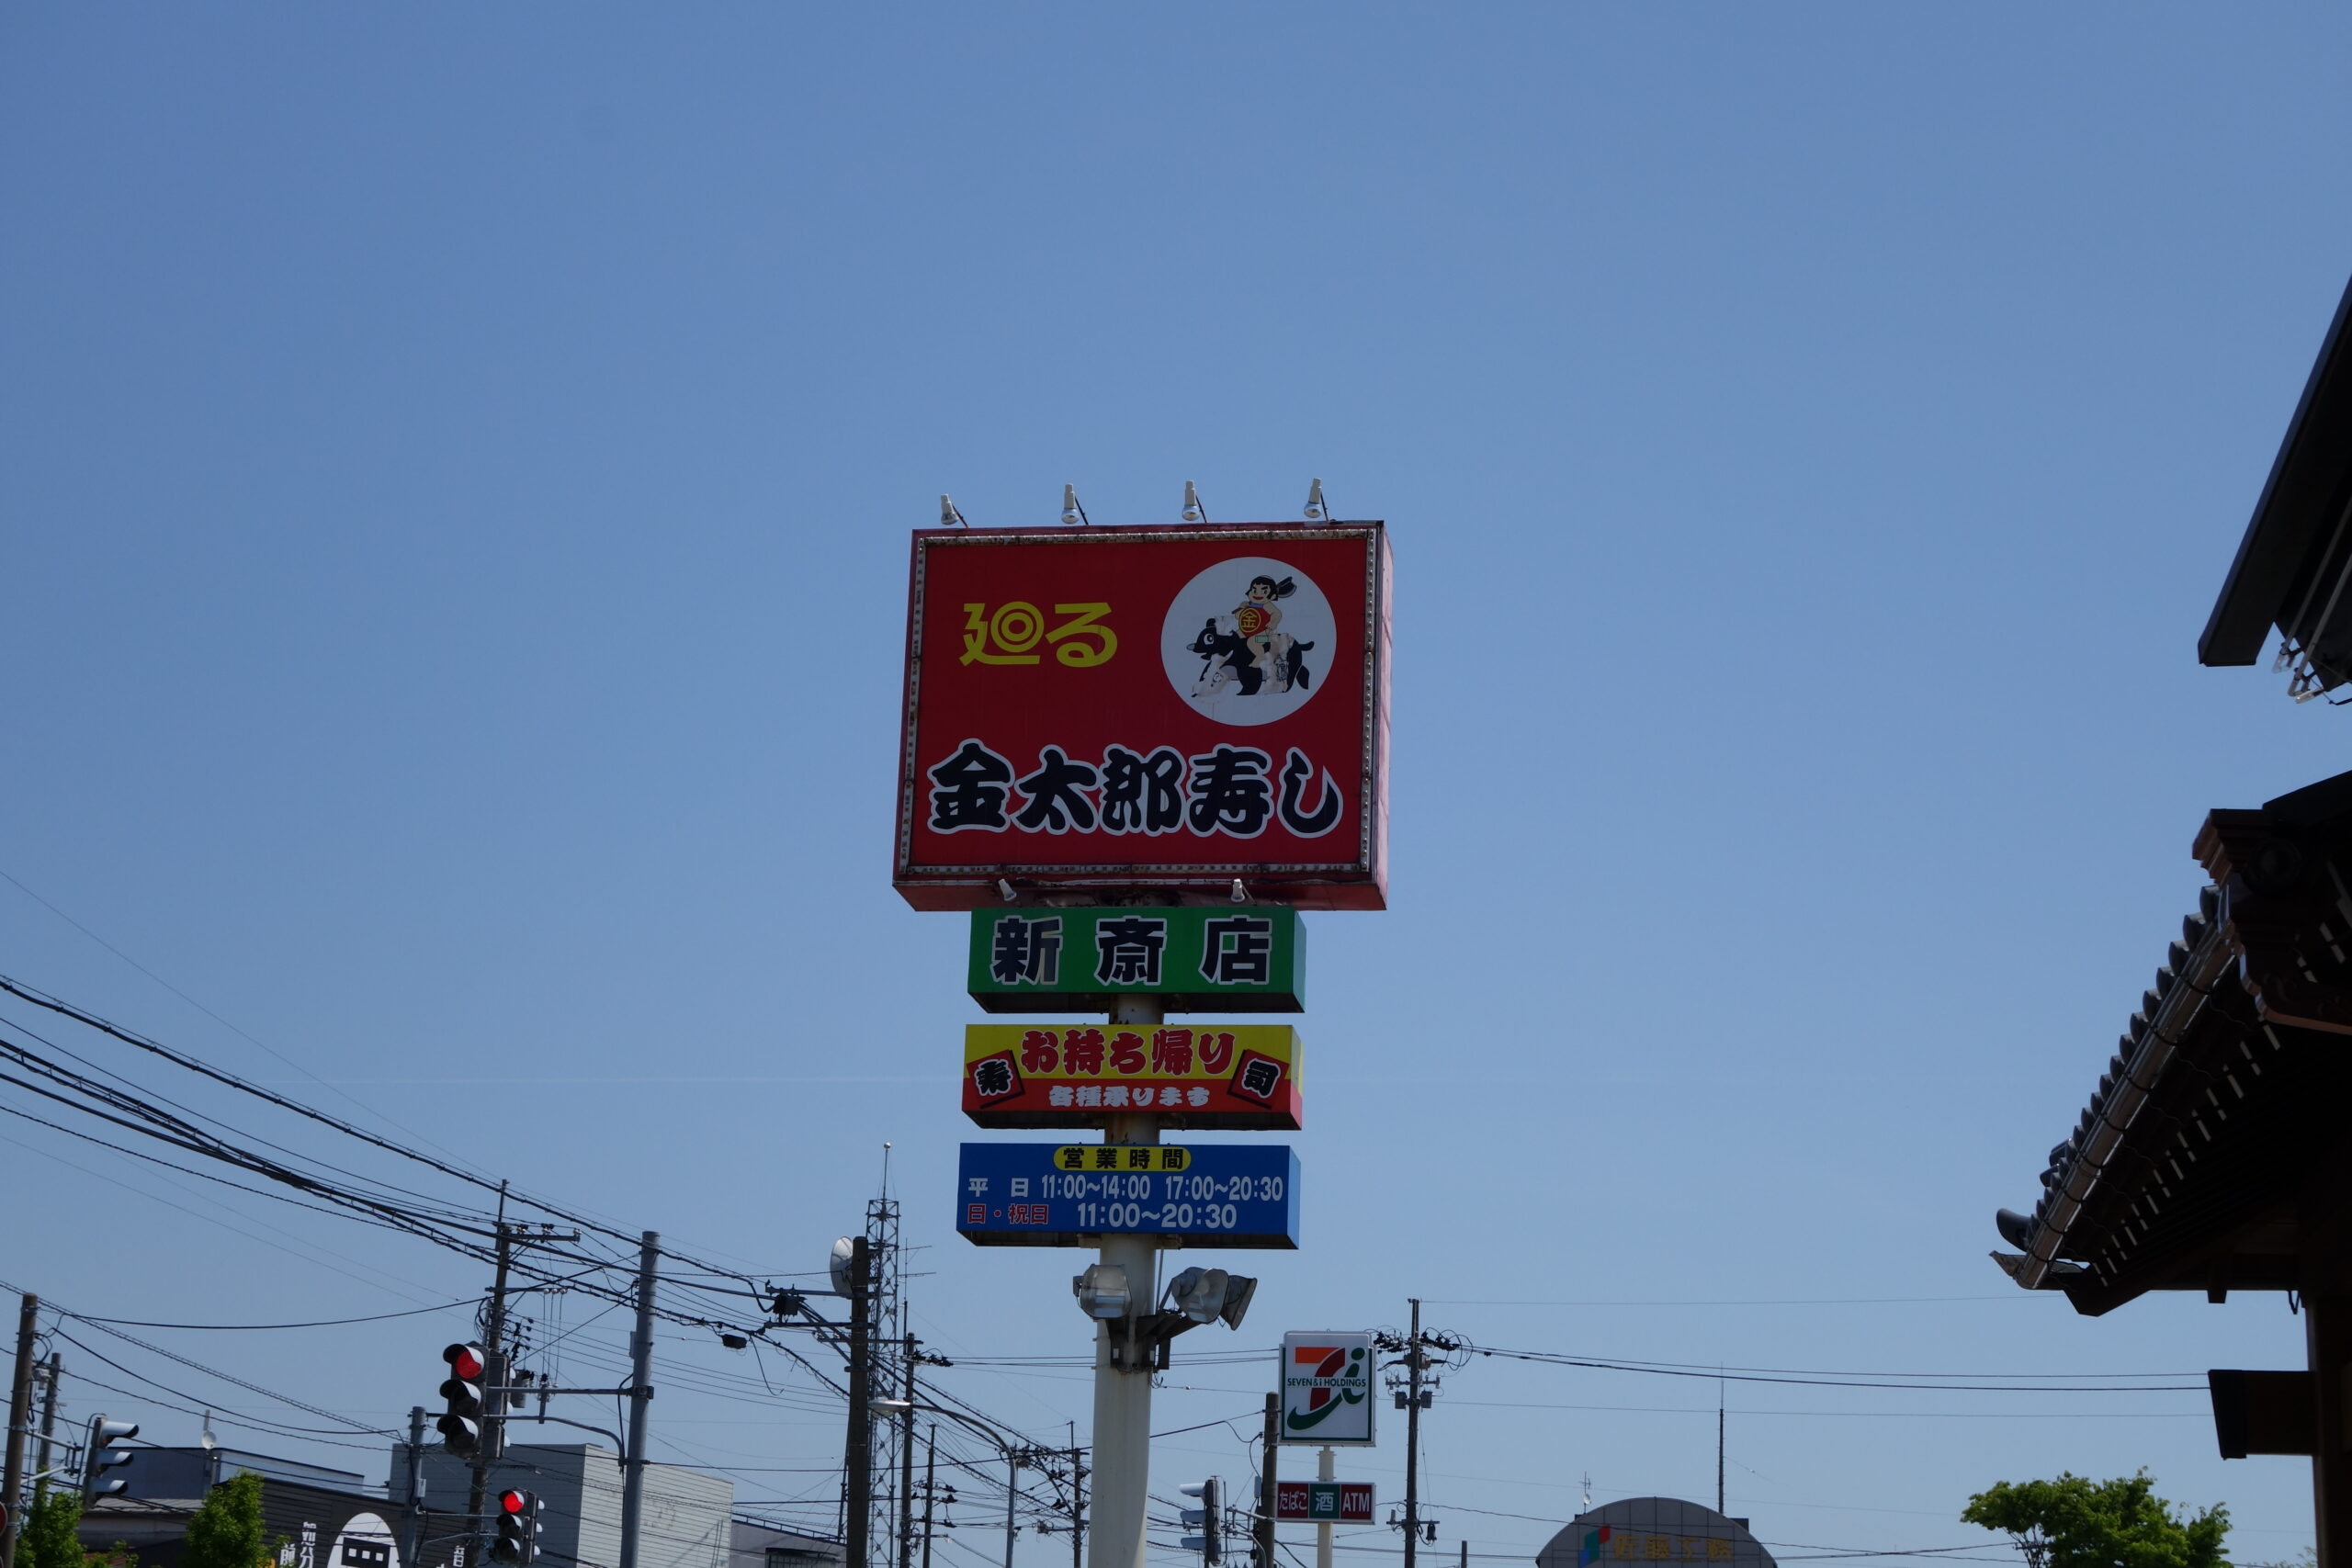 廻る
金
金太郎寿し
新斎店
お持ち帰り
寿
司
各種承ります
営業時間
平日 11:00~14:00 17:00~20:30
日・祝日 11:00~20:30
SEVEN&i HOLDINGS
たばこ 酒 ATM